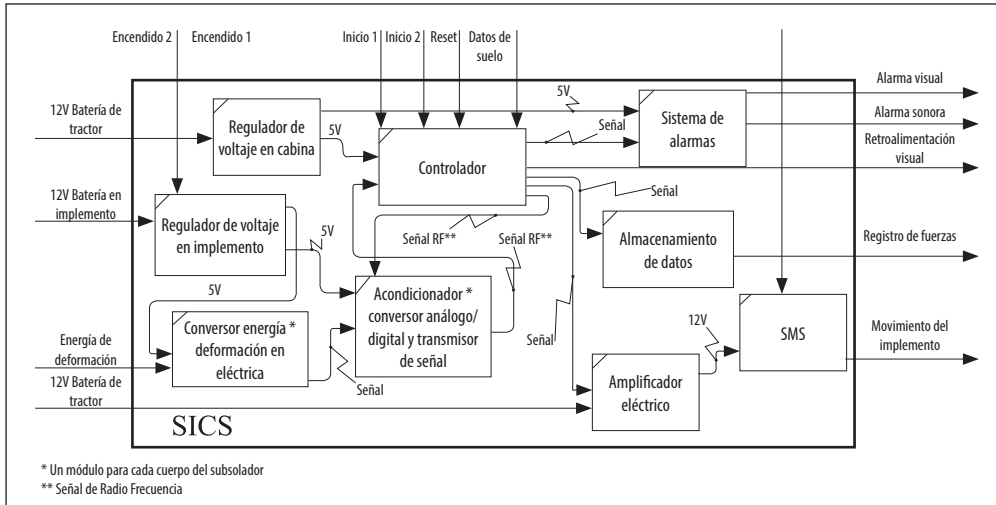 Encendido 2
Encendido 1
Inicio 1
Inicio 2
Reset
Datos de
suelo
12V Batería de
tractor
Regulador de
voltaje en cabina
5V
5V
Controlador
Señal
Sistema de
alarmas
Alarma visual
Alarma sonora
Retroalimentación
visual
12V Batería en
implemento
Regulador de voltaje
en implemento
5V
Señal RF**
Señal RF**
Señal
Almacenamiento
de datos
Registro de fuerzas
5V
Conversor energía *
deformación en
eléctrica
Acondicionador *
conversor análogo/
digital y transmisor
de señal
Señal
Señal
12V
SMS
Energía de
deformación
12V Batería de
tractor
Amplificador
eléctrico
Movimiento del
implemento
SICS
* Un módulo para cada cuerpo del subsolador
** Señal de Radio Frecuencia